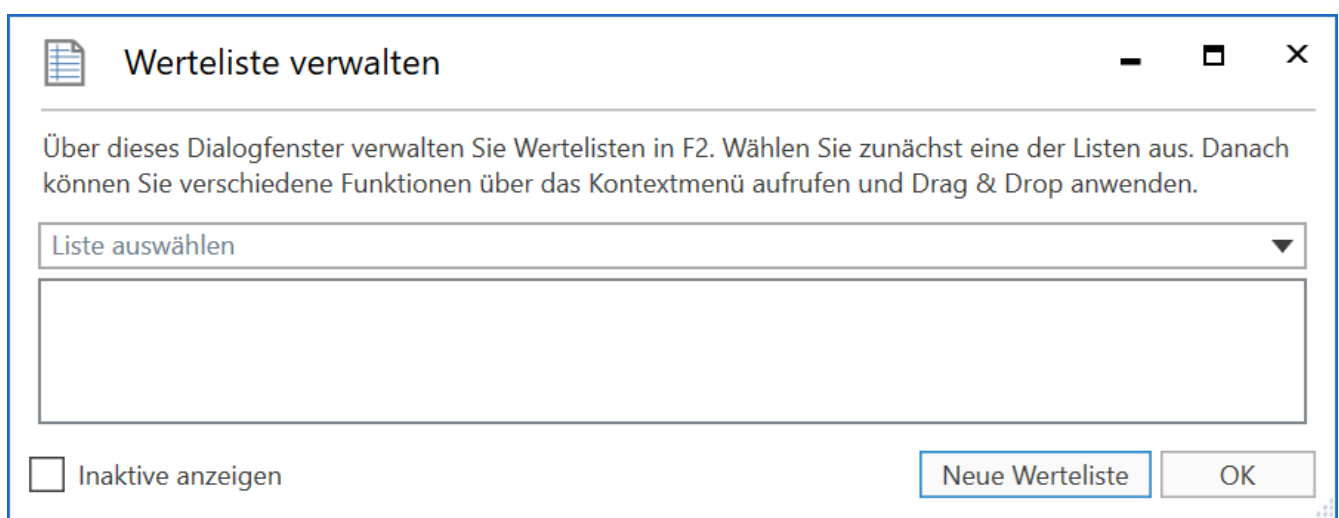 Werteliste verwalten
Über dieses Dialogfenster verwalten Sie Wertelisten in F2. Wählen Sie zunächst eine der Listen aus. Danach
können Sie verschiedene Funktionen über das Kontextmenü aufrufen und Drag & Drop anwenden.
Liste auswählen
Inaktive anzeigen
Neue Werteliste
OK